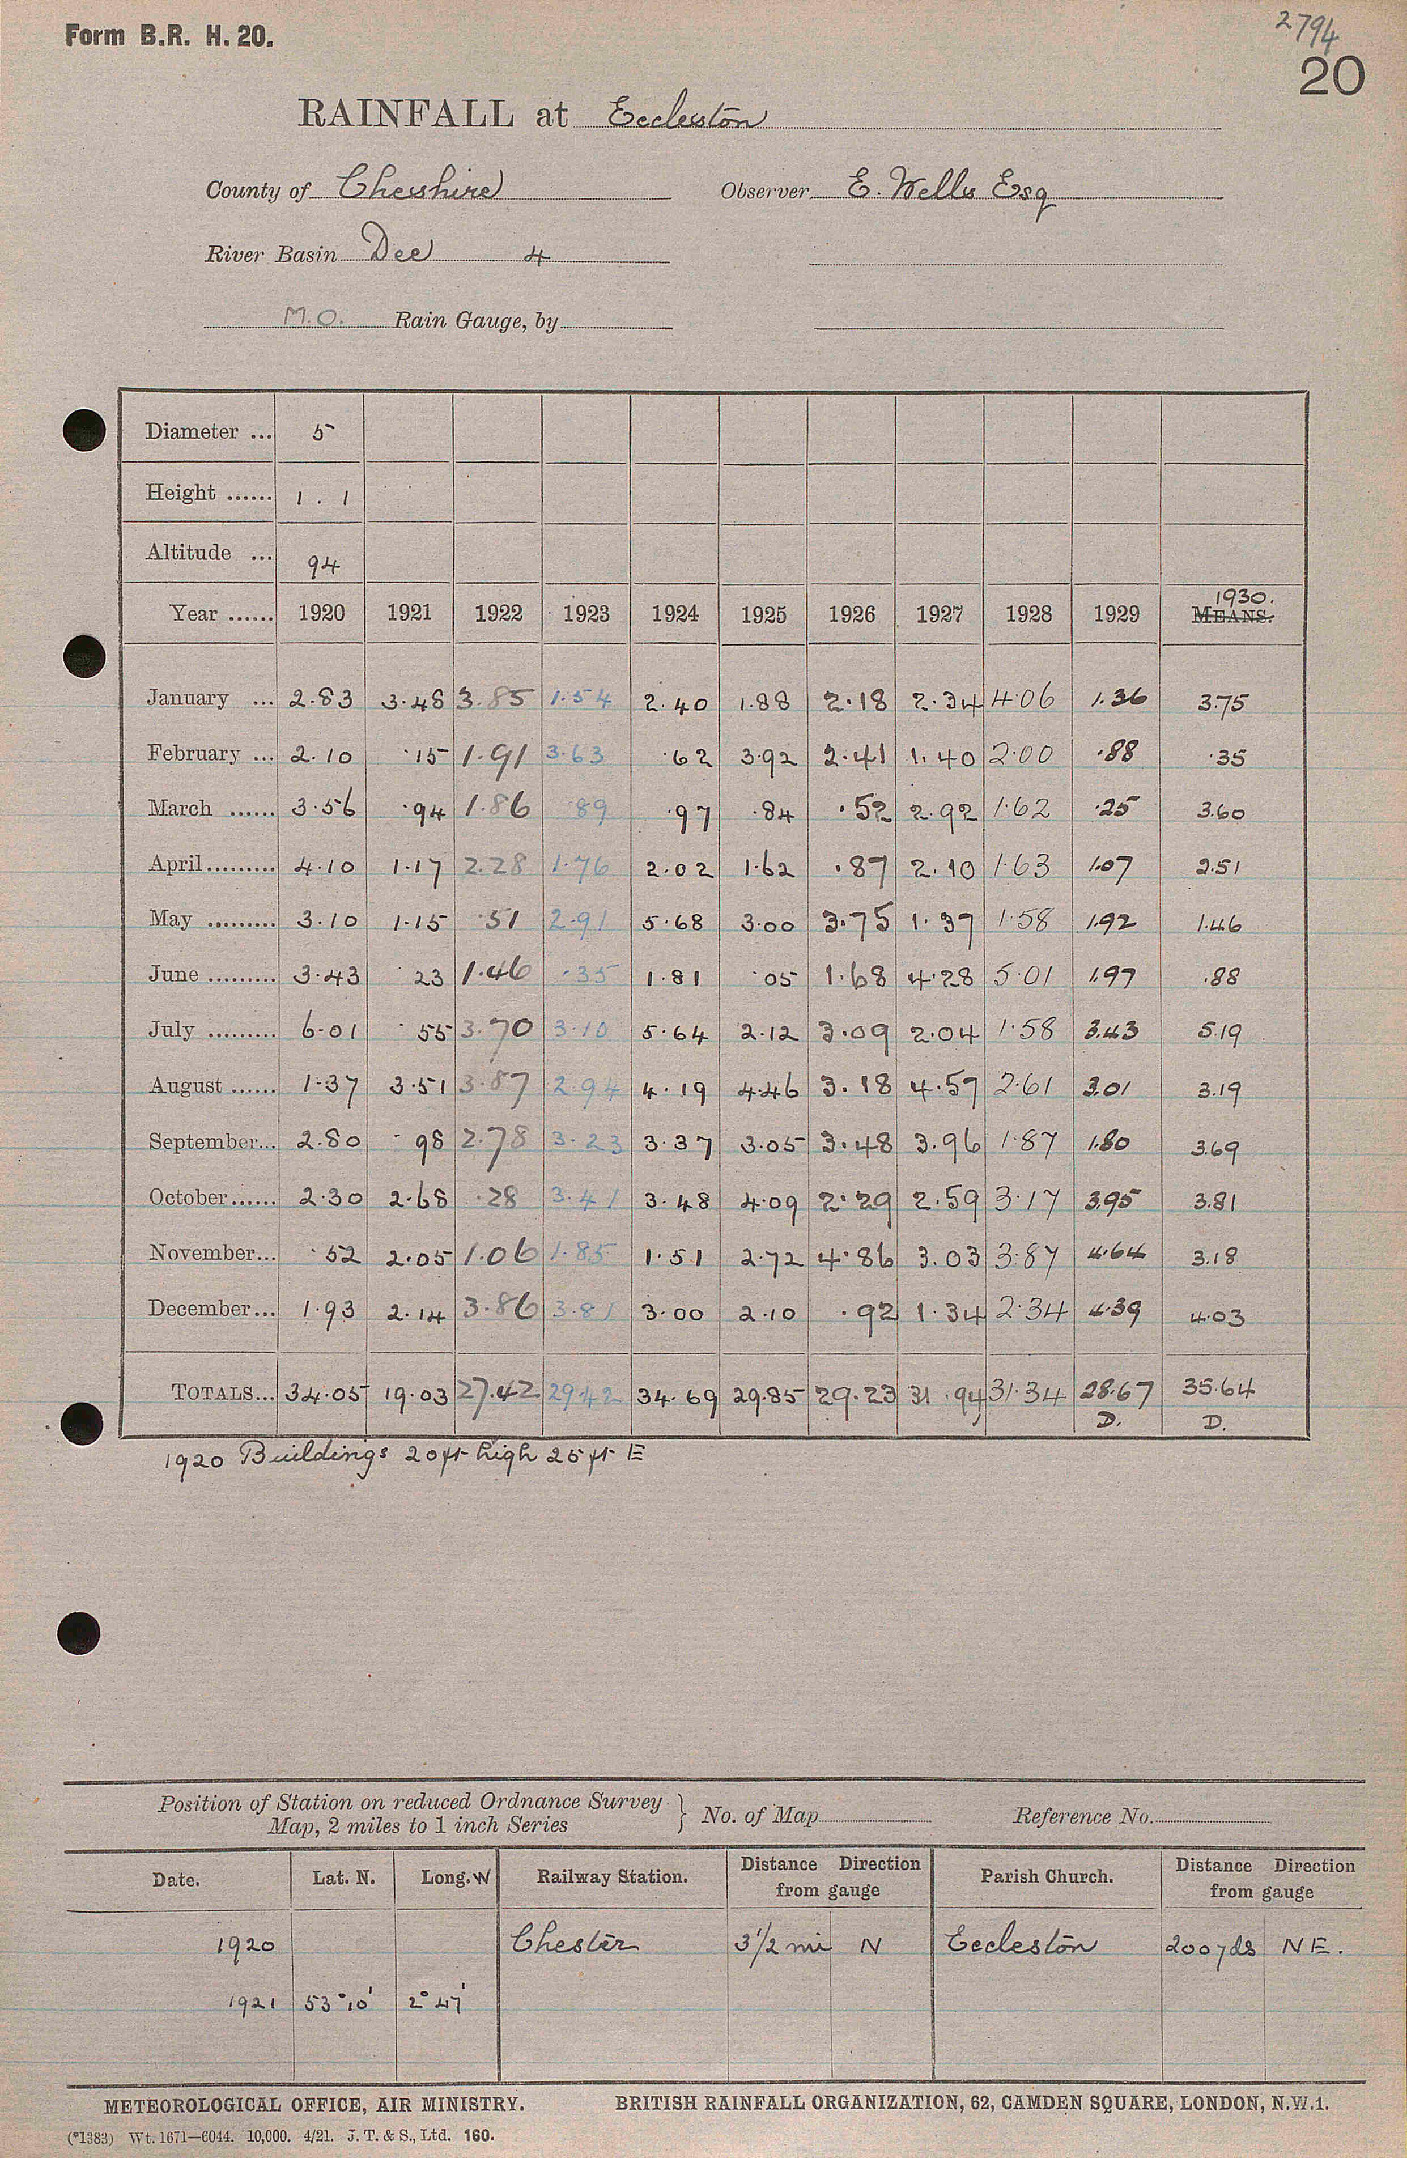 Form B.R. H. 20.
2794
20
RAINFALL at Eccleston
County of Cheshire Observer E. Wells Esq
River Basin Dee 4
M.O. Rain Gauge, by
Diameter ... 5
Height ...... 1 . 1
Altitude ... 94
1930.
Year ...... 1920 1921 1922 1923 1924 1925 1926 1927 1928 1929 MEANS.
January ... 2.83 3.48 3.85 1.54 2.40 1.88 2.18 2.34 4.06 1.36 3.75
February ... 2.10 .15 1.91 3.63 .62 3.92 2.41 1.40 2.00 .88 .35
March ...... 3.56 .94 1.86 .89 .97 .84 .52 2.92 1.62 .25 3.60
April......... 4.10 1.17 2.28 1.76 2.02 1.62 .87 2.10 1.63 1.07 2.51
May ......... 3.10 1.15 .51 2.91 5.68 3.00 3.75 1.37 1.58 1.92 1.46
June ......... 3.43 .23 1.46 .35 1.81 .05 1.68 4.28 5.01 1.97 .88
July ......... 6.01 .55 3.70 3.10 5.64 2.12 3.09 2.04 1.58 3.43 5.19
August ...... 1.37 3.51 3.87 2.94 4.19 4.46 3.18 4.57 2.61 3.01 3.19
September... 2.80 .98 2.78 3.23 3.37 3.05 3.48 3.96 1.87 1.80 3.69
October...... 2.30 2.68 .28 3.41 3.48 4.09 2.29 2.59 3.17 3.95 3.81
November... .52 2.05 1.06 1.85 1.51 2.72 4.86 3.03 3.87 4.64 3.18
December... 1.93 2.14 3.86 3.81 3.00 2.10 .92 1.34 2.34 4.39 4.03
TOTALS... 34.05 19.03 27.42 29.42 34.69 29.85 29.23 31.94 31.34 28.67 35.64
D. D.
1920 Buildings 20ft high 25ft E
Position of Station on reduced Ordnance Survey
Map, 2 miles to 1 inch Series } No. of Map Reference No.
Date. Lat. N. Long. W Railway Station. Distance Direction from gauge Parish Church. Distance Direction from gauge
1920 Chester 3 1/2 mi N Eccleston 200yds NE.
1921 53°10' 2°47'
METEOROLOGICAL OFFICE, AIR MINISTRY. BRITISH RAINFALL ORGANIZATION, 62, CAMDEN SQUARE, LONDON, N.W.1.
(*1383) Wt. 1671—6044. 10,000. 4/21. J. T. & S., Ltd. 160.